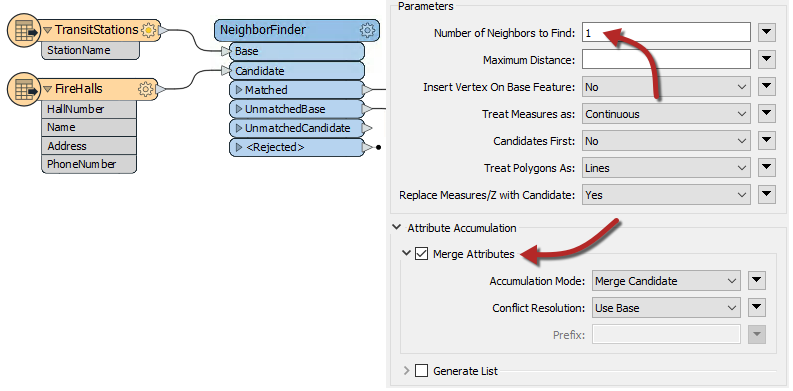 TransitStations
StationName
FireHalls
HallNumber
Name
Address
PhoneNumber
NeighborFinder
Base
Candidate
Matched
UnmatchedBase
UnmatchedCandidate
<Rejected>
Parameters
Number of Neighbors to Find: 1
Maximum Distance:
Insert Vertex On Base Feature: No
Treat Measures as: Continuous
Candidates First: No
Treat Polygons As: Lines
Replace Measures/Z with Candidate: Yes
Attribute Accumulation
Merge Attributes
Accumulation Mode: Merge Candidate
Conflict Resolution: Use Base
Prefix:
Generate List